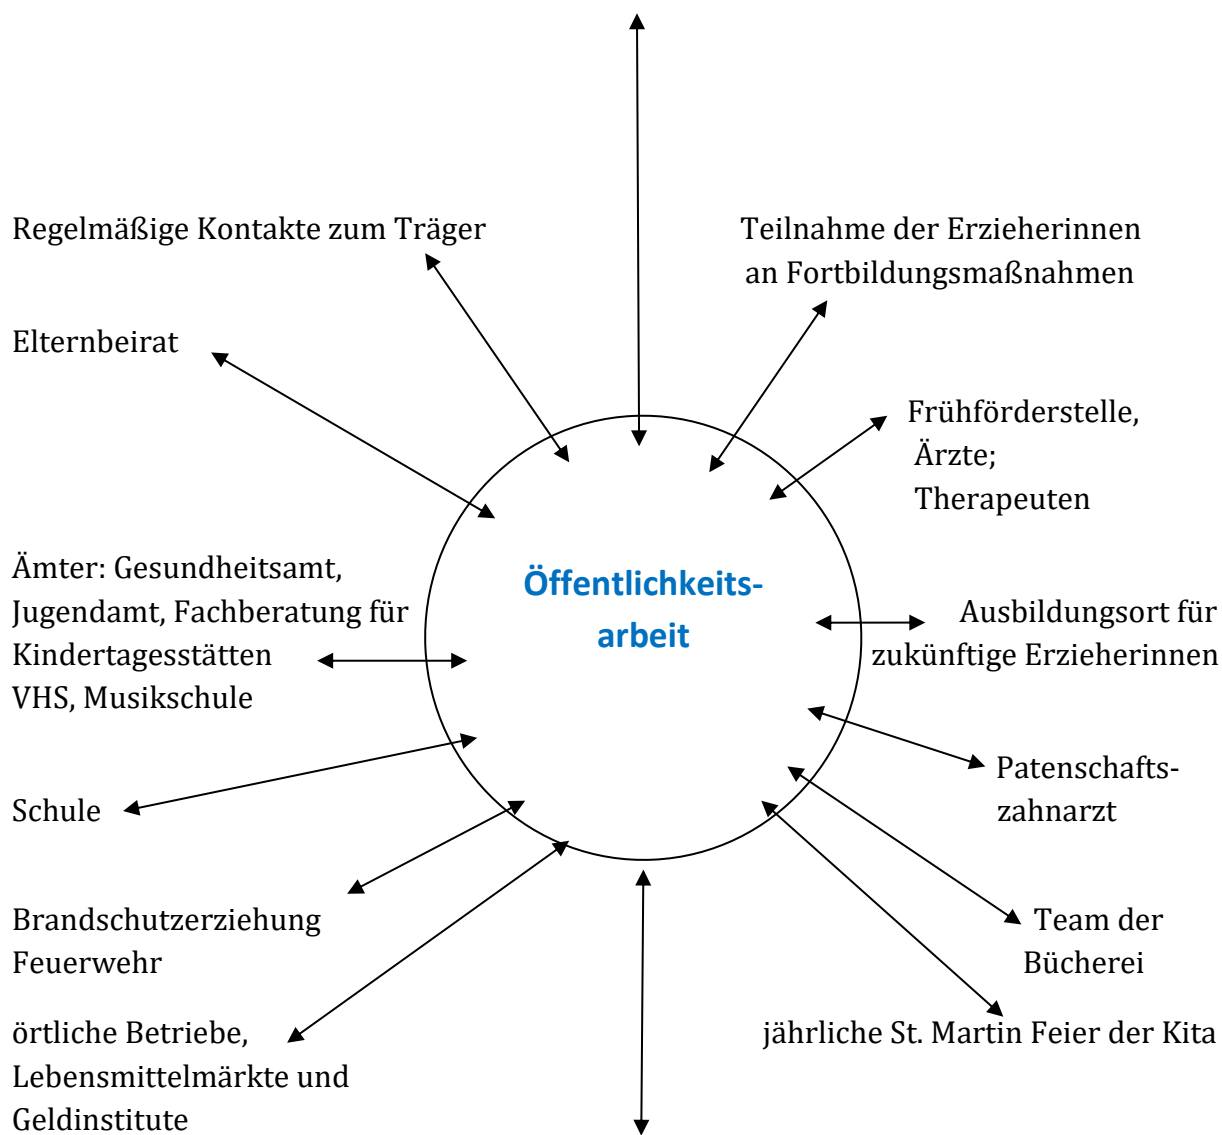 Regelmäßige Kontakte zum Träger
Teilnahme der Erzieherinnen
an Fortbildungsmaßnahmen
Elternbeirat
Frühförderstelle,
Ärzte;
Therapeuten
Ämter: Gesundheitsamt,
Jugendamt, Fachberatung für
Kindertagesstätten
VHS, Musikschule
Öffentlichkeits-
arbeit
Ausbildungsort für
zukünftige Erzieherinnen
Schule
Patenschafts-
zahnarzt
Brandschutzerziehung
Feuerwehr
Team der
Bücherei
örtliche Betriebe,
Lebensmittelmärkte und
Geldinstitute
jährliche St. Martin Feier der Kita